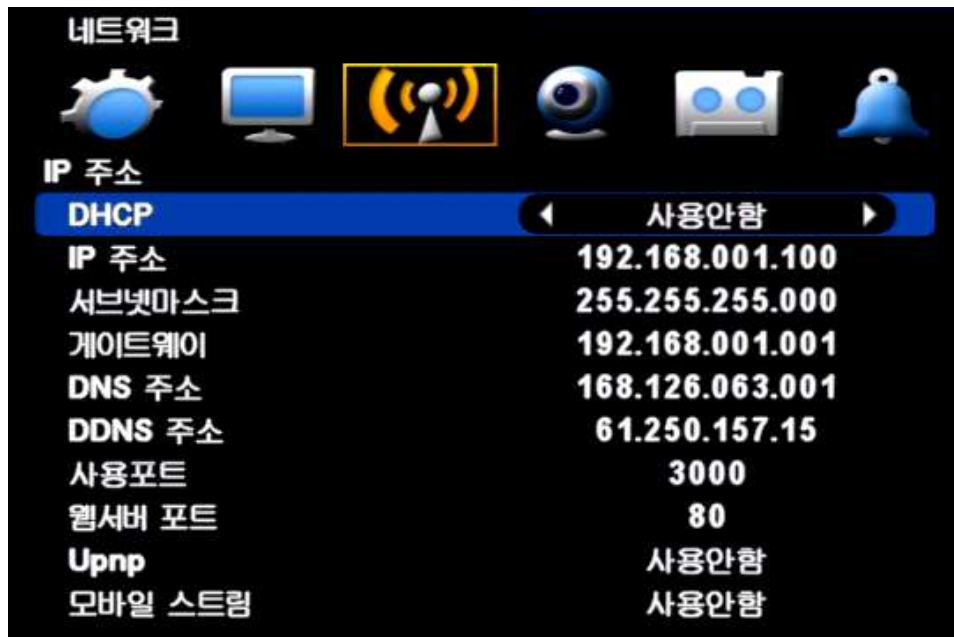 네트워크
IP 주소
DHCP 사용안함
IP 주소 192.168.001.100
서브넷마스크 255.255.255.000
게이트웨이 192.168.001.001
DNS 주소 168.126.063.001
DDNS 주소 61.250.157.15
사용포트 3000
웹서버 포트 80
Upnp 사용안함
모바일 스트림 사용안함